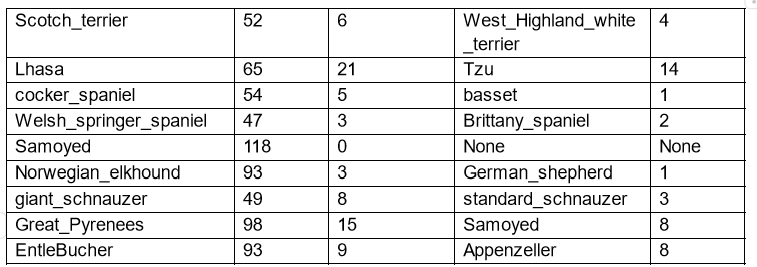 Scotch_terrier 52 6 West_Highland_white 4
_terrier
Lhasa 65 21 Tzu 14
cocker_spaniel 54 5 basset 1
Welsh_springer_spaniel 47 3 Brittany_spaniel 2
Samoyed 118 0 None None
Norwegian_elkhound 93 3 German_shepherd 1
giant_schnauzer 49 8 standard_schnauzer 3
Great_Pyrenees 98 15 Samoyed 8
EntleBucher 93 9 Appenzeller 8